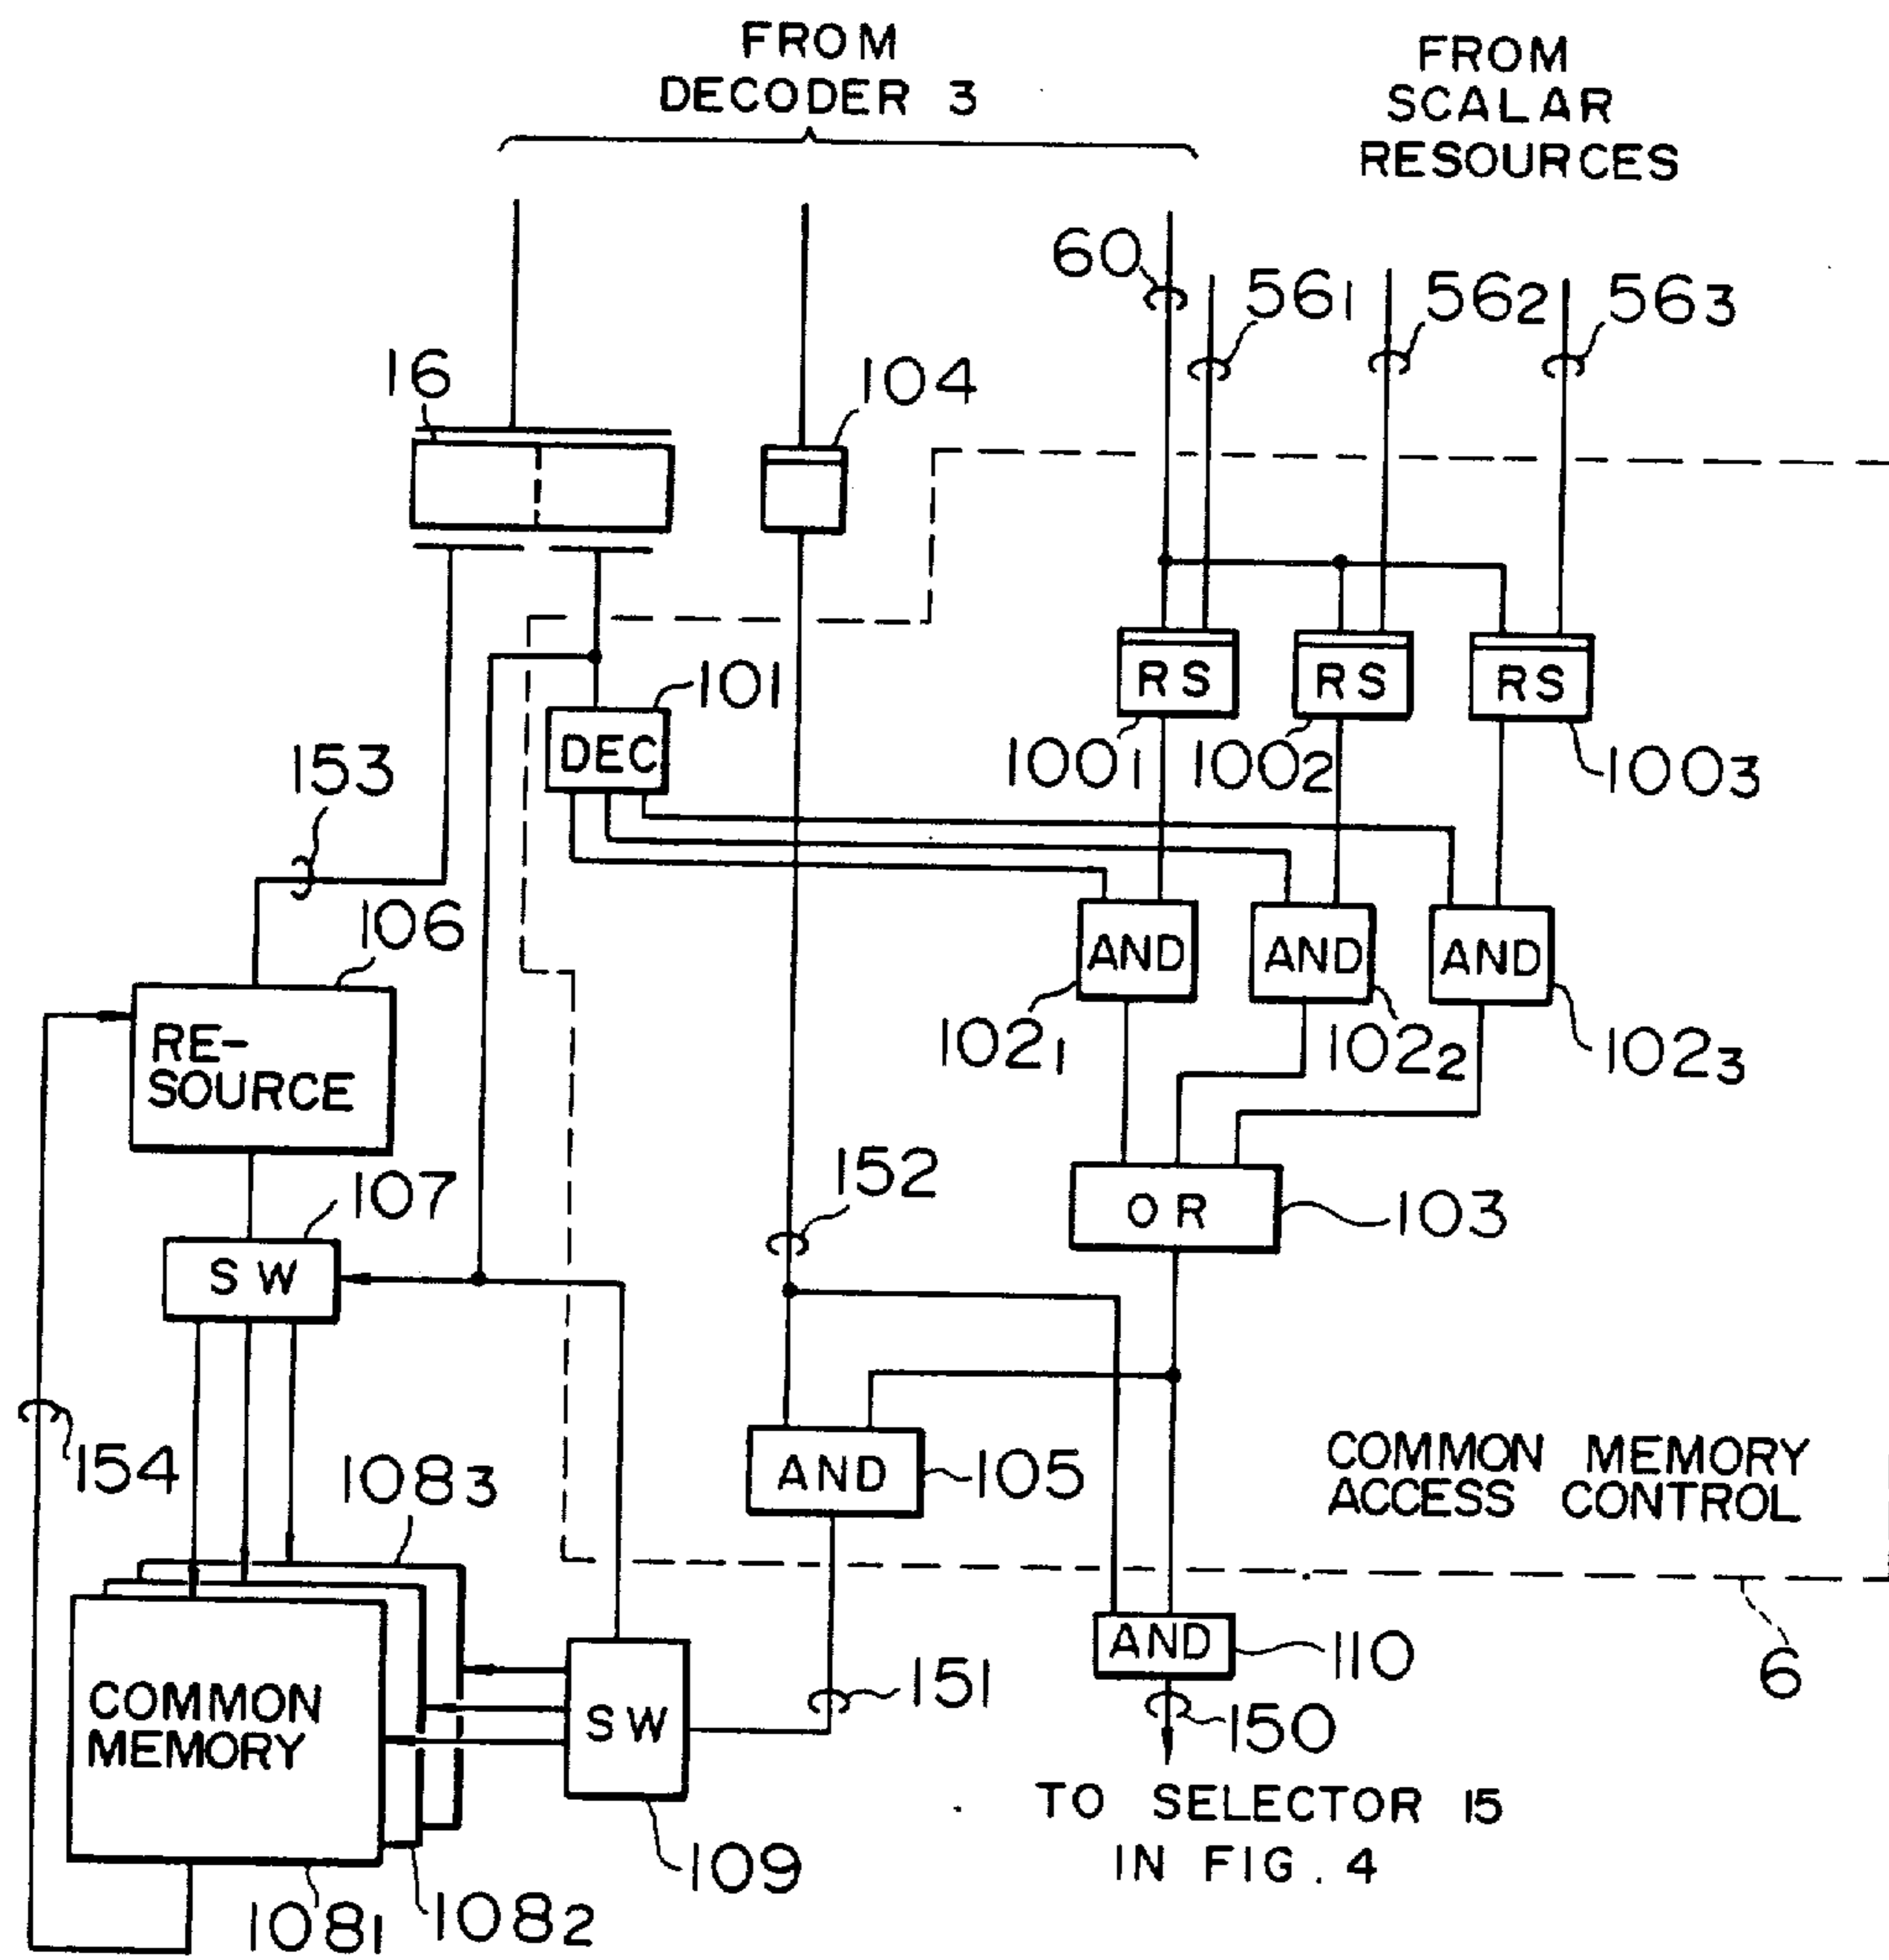 FROM
DECODER 3
FROM
SCALAR
RESOURCES
60
561
562
563
16
104
101
DEC
RS
RS
RS
1001
1002
1003
153
106
AND
AND
AND
1021
1022
1023
RE-
SOURCE
152
107
OR
103
SW
154
1083
AND
105
COMMON MEMORY
ACCESS CONTROL
AND
110
6
COMMON
MEMORY
SW
151
150
109
TO SELECTOR 15
IN FIG. 4
1081
1082